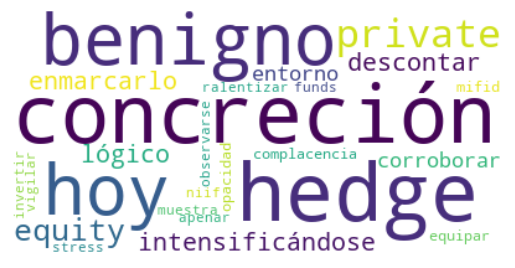 benigno private
descontar
enmarcarlo entorno
ralentizar funds mifid
concreción
observarse
lógico complacencia corroborar
invertir vigilar hoy niif opacidad hedge
muestra
apenar
equity intensificándose equipar
stress